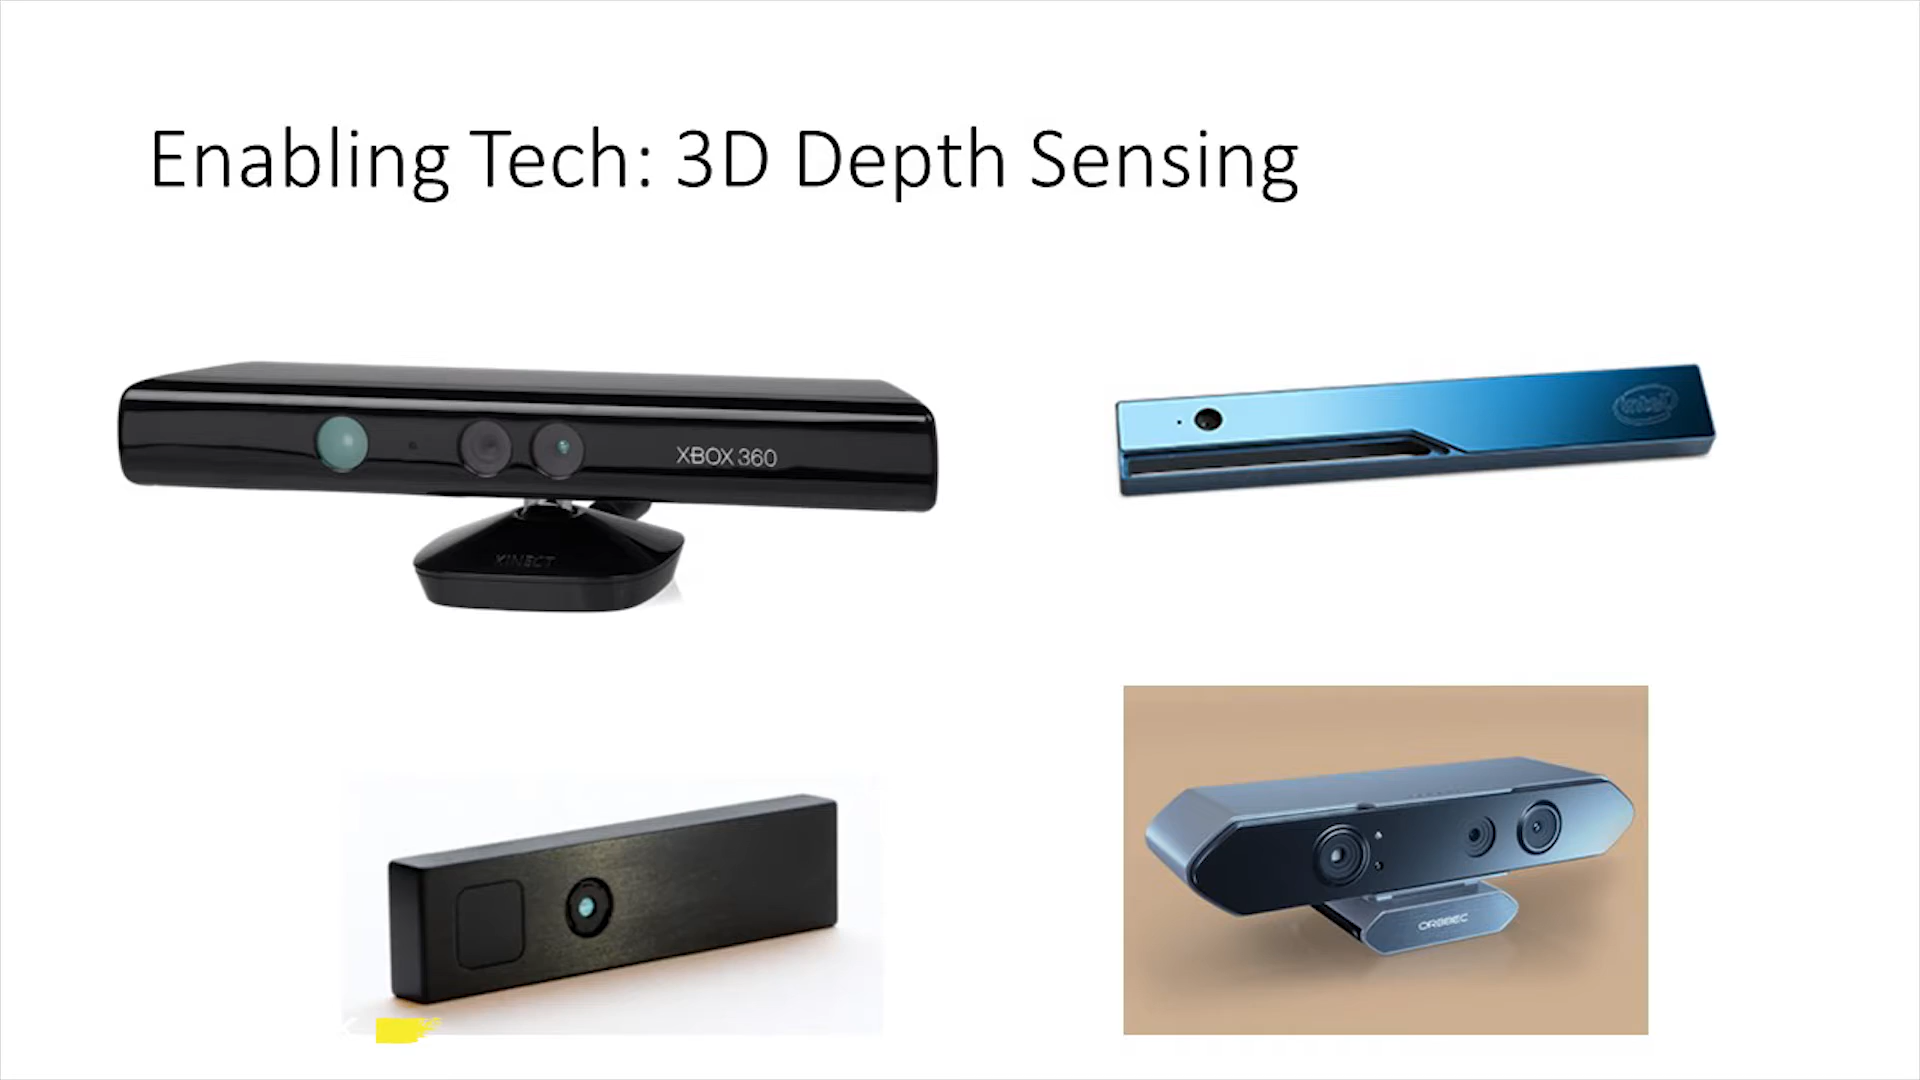 Enabling Tech: 3D Depth Sensing
XBOX 360
KINECT
intel
ORBBEC